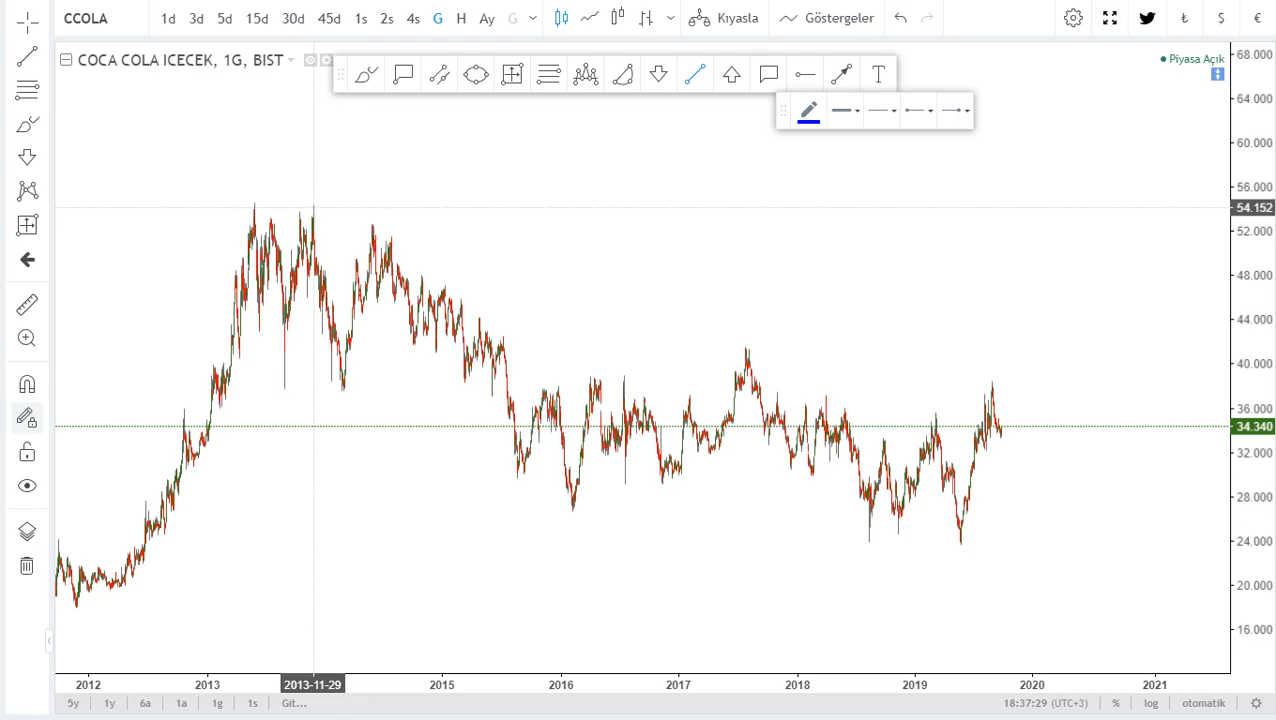 CCOLA 1d 3d 5d 15d 30d 45d 1s 2s 4s G H Ay G Kıyasla Göstergeler ₺ $ €
COCA COLA ICECEK, 1G, BIST
Piyasa Açık
T
68.000
64.000
60.000
56.000
54.152
52.000
48.000
44.000
40.000
36.000
34.340
32.000
28.000
24.000
20.000
16.000
2012 2013 2013-11-29 2015 2016 2017 2018 2019 2020 2021
5y 1y 6a 1a 1g 1s Git... 18:37:29 (UTC+3) % log otomatik